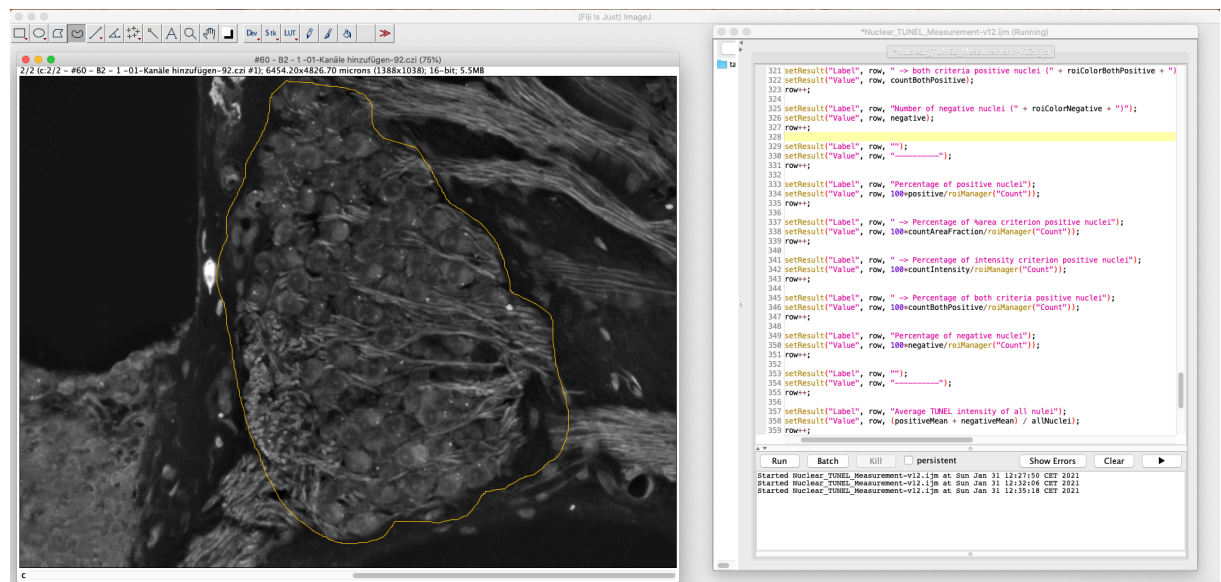 (Fiji Is Just) ImageJ
Dev Stk LUT
#60 - B2 - 1 -01-Kanäle hinzufügen-92.czi (75%)
2/2 (c:2/2 - #60 - B2 - 1 -01-Kanäle hinzufügen-92.czi #1); 6454.20x4826.70 microns (1388x1038); 16-bit; 5.5MB
c
*Nuclear_TUNEL_Measurement-v12.ijm (Running)
*Nuclear_TUNEL_Measurement-v12.ijm
ta
321 setResult("Label", row, " -> both criteria positive nuclei (" + roiColorBothPositive + ")
322 setResult("Value", row, countBothPositive);
323 row++;
324
325 setResult("Label", row, "Number of negative nuclei (" + roiColorNegative + ")");
326 setResult("Value", row, negative);
327 row++;
328
329 setResult("Label", row, "");
330 setResult("Value", row, "----------");
331 row++;
332
333 setResult("Label", row, "Percentage of positive nuclei");
334 setResult("Value", row, 100*positive/roiManager("Count"));
335 row++;
336
337 setResult("Label", row, " -> Percentage of %area criterion positive nuclei");
338 setResult("Value", row, 100*countAreaFraction/roiManager("Count"));
339 row++;
340
341 setResult("Label", row, " -> Percentage of intensity criterion positive nuclei");
342 setResult("Value", row, 100*countIntensity/roiManager("Count"));
343 row++;
344
345 setResult("Label", row, " -> Percentage of both criteria positive nuclei");
346 setResult("Value", row, 100*countBothPositive/roiManager("Count"));
347 row++;
348
349 setResult("Label", row, "Percentage of negative nuclei");
350 setResult("Value", row, 100*negative/roiManager("Count"));
351 row++;
352
353 setResult("Label", row, "");
354 setResult("Value", row, "----------");
355 row++;
356
357 setResult("Label", row, "Average TUNEL intensity of all nulei");
358 setResult("Value", row, (positiveMean + negativeMean) / allNuclei);
359 row++;
Run Batch Kill persistent Show Errors Clear
Started Nuclear_TUNEL_Measurement-v12.ijm at Sun Jan 31 12:27:50 CET 2021
Started Nuclear_TUNEL_Measurement-v12.ijm at Sun Jan 31 12:32:06 CET 2021
Started Nuclear_TUNEL_Measurement-v12.ijm at Sun Jan 31 12:35:18 CET 2021